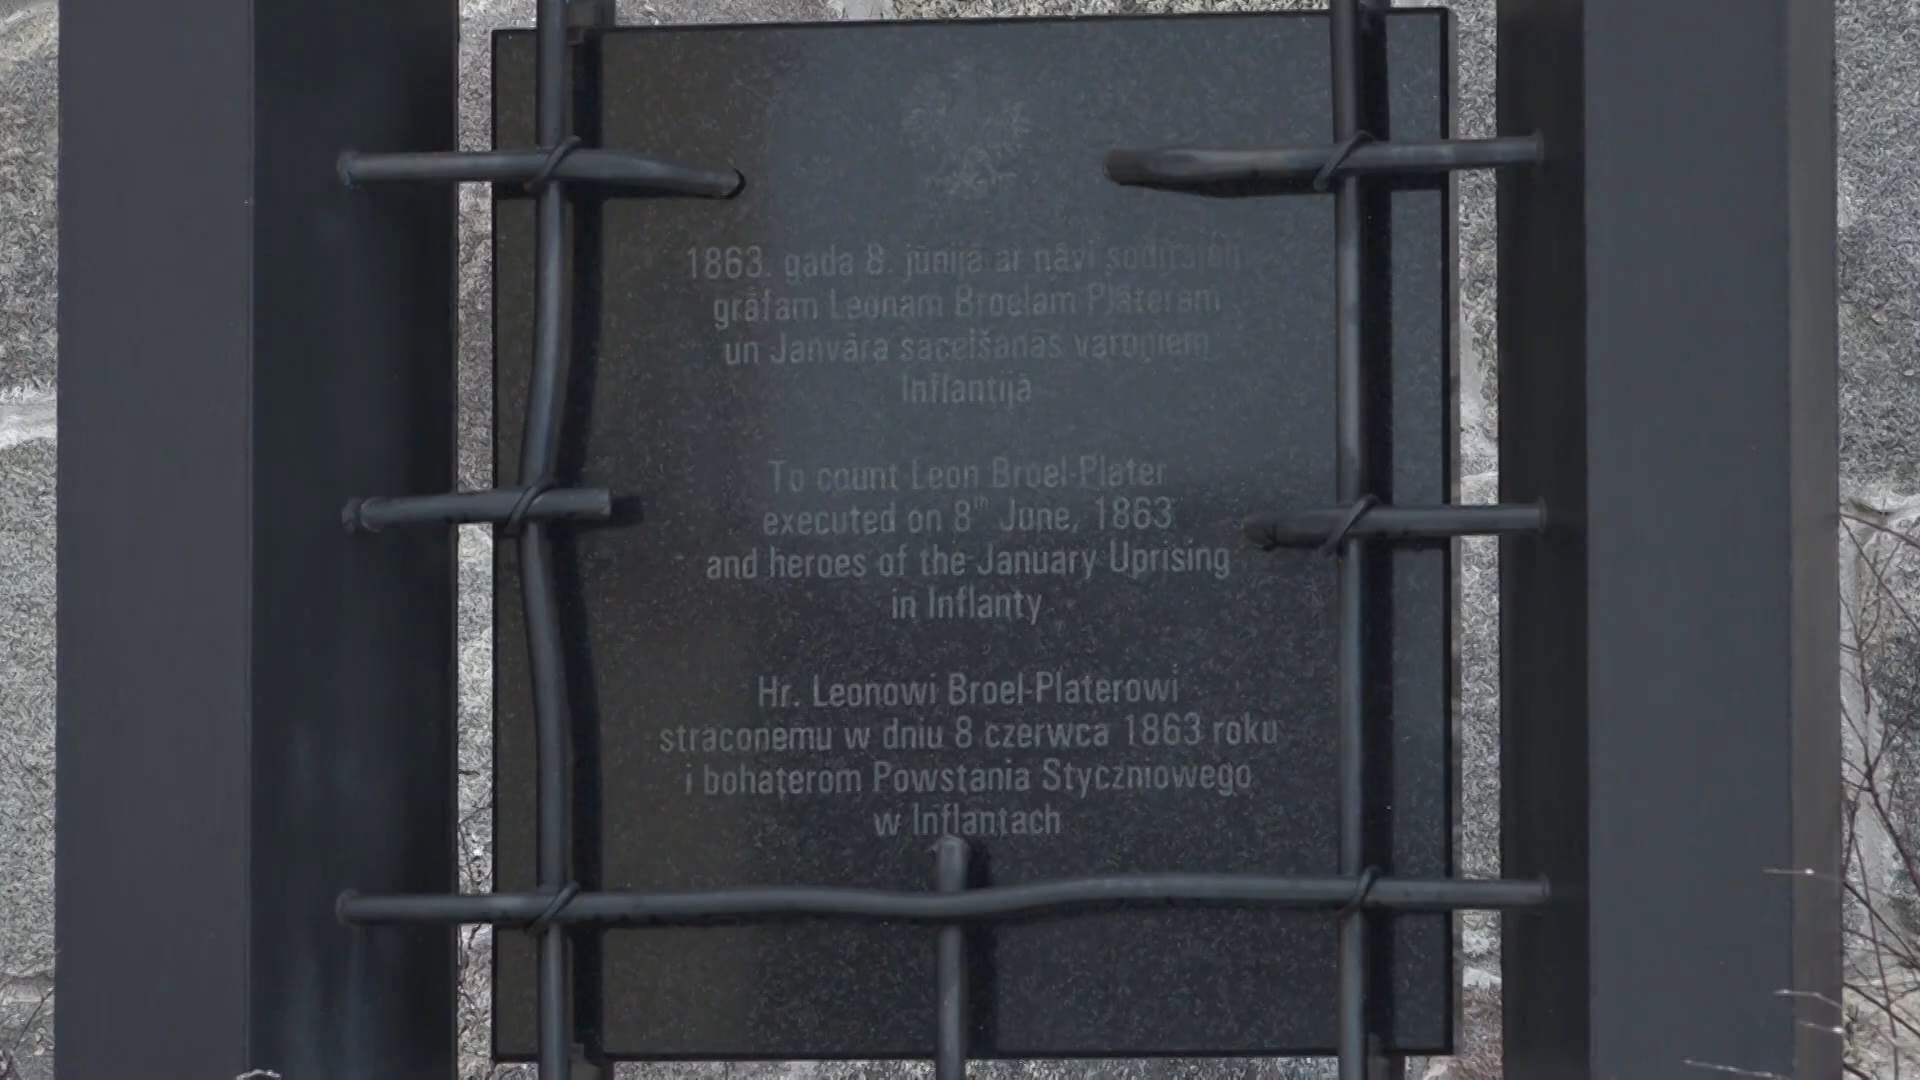 1863. gada 8. jūnijā ar nāvi sodītajam
grāfam Leonam Broelam Plāteram
un Janvāra sacelšanās varoņiem
Inflantijā
To count Leon Broel-Plater
executed on 8th June, 1863
and heroes of the January Uprising
in Inflanty
Hr. Leonowi Broel-Platerowi
straconemu w dniu 8 czerwca 1863 roku
i bohaterom Powstania Styczniowego
w Inflantach